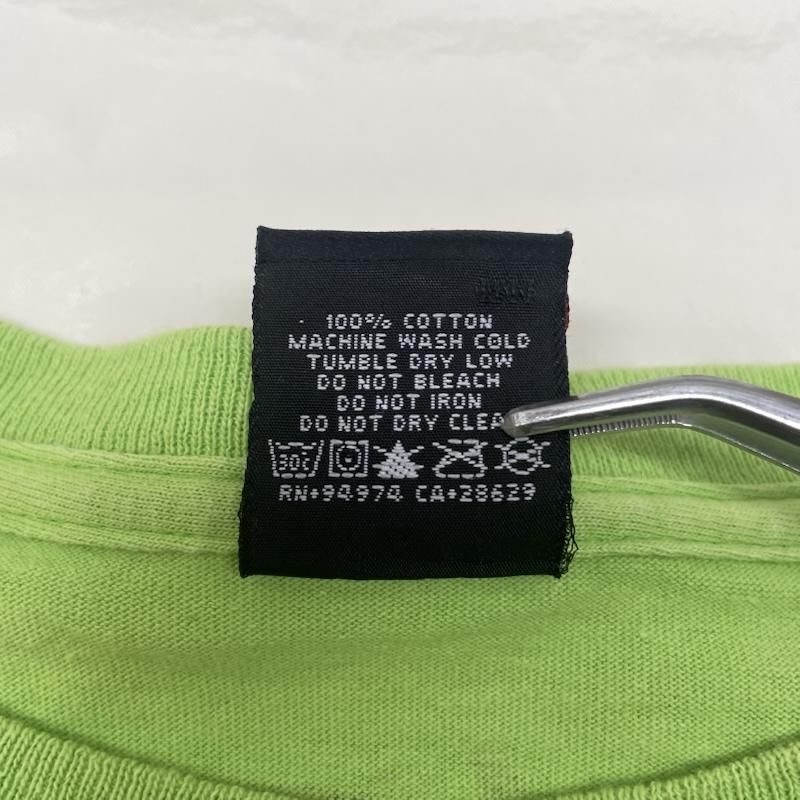 100% COTTON
MACHINE WASH COLD
TUMBLE DRY LOW
DO NOT BLEACH
DO NOT IRON
DO NOT DRY CLEA
30c
RN+94974 CA+28629